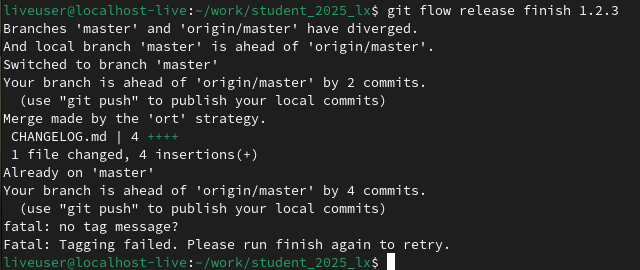 liveuser@localhost-live:~/work/student_2025_lx$ git flow release finish 1.2.3
Branches 'master' and 'origin/master' have diverged.
And local branch 'master' is ahead of 'origin/master'.
Switched to branch 'master'
Your branch is ahead of 'origin/master' by 2 commits.
  (use "git push" to publish your local commits)
Merge made by the 'ort' strategy.
 CHANGELOG.md | 4 ++++
 1 file changed, 4 insertions(+)
Already on 'master'
Your branch is ahead of 'origin/master' by 4 commits.
  (use "git push" to publish your local commits)
fatal: no tag message?
Fatal: Tagging failed. Please run finish again to retry.
liveuser@localhost-live:~/work/student_2025_lx$